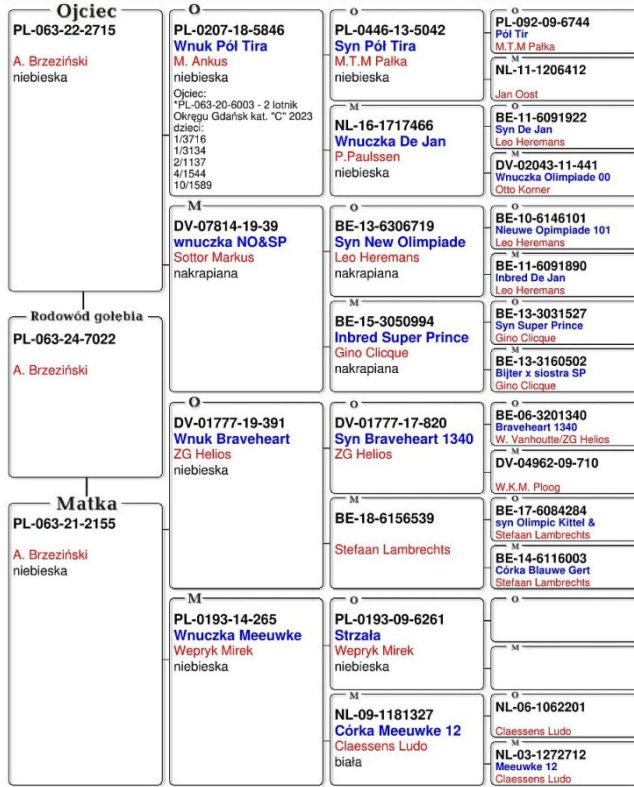 Ojciec
PL-063-22-2715
A. Brzeziński
niebieska
Rodowód gołębia
PL-063-24-7022
A. Brzeziński
Matka
PL-063-21-2155
A. Brzeziński
niebieska
O
PL-0207-18-5846
Wnuk Pół Tira
M. Ankus
niebieska
Ojciec:
*PL-063-20-6003 - 2 lotnik
Okręgu Gdańsk kat. "C" 2023
dzieci:
1/3716
1/3134
2/1137
4/1544
10/1589
M
DV-07814-19-39
wnuczka NO&SP
Sottor Markus
nakrapiana
O
DV-01777-19-391
Wnuk Braveheart
ZG Helios
niebieska
M
PL-0193-14-265
Wnuczka Meeuwke
Wepryk Mirek
niebieska
O
PL-0446-13-5042
Syn Pół Tira
M.T.M Pałka
niebieska
M
NL-16-1717466
Wnuczka De Jan
P.Paulssen
niebieska
O
BE-13-6306719
Syn New Olimpiade
Leo Heremans
nakrapiana
M
BE-15-3050994
Inbred Super Prince
Gino Clicque
nakrapiana
O
DV-01777-17-820
Syn Braveheart 1340
ZG Helios
M
BE-18-6156539
Stefaan Lambrechts
O
PL-0193-09-6261
Strzała
Wepryk Mirek
niebieska
M
NL-09-1181327
Córka Meeuwke 12
Claessens Ludo
biała
O
PL-092-09-6744
Pół Tir
M.T.M Pałka
M
NL-11-1206412
Jan Oost
O
BE-11-6091922
Syn De Jan
Leo Heremans
M
DV-02043-11-441
Wnuczka Olimpiade 00
Otto Korner
O
BE-10-6146101
Nieuwe Opimpiade 101
Leo Heremans
M
BE-11-6091890
Inbred De Jan
Leo Heremans
O
BE-13-3031527
Syn Super Prince
Gino Clicque
M
BE-13-3160502
Bijter x siostra SP
Gino Clicque
O
BE-06-3201340
Braveheart 1340
W. Vanhoutte/ZG Helios
M
DV-04962-09-710
W.K.M. Ploog
O
BE-17-6084284
syn Olimpic Kittel &
Stefaan Lambrechts
M
BE-14-6116003
Córka Blauwe Gert
Stefaan Lambrechts
O
M
O
NL-06-1062201
Claessens Ludo
M
NL-03-1272712
Meeuwke 12
Claessens Ludo